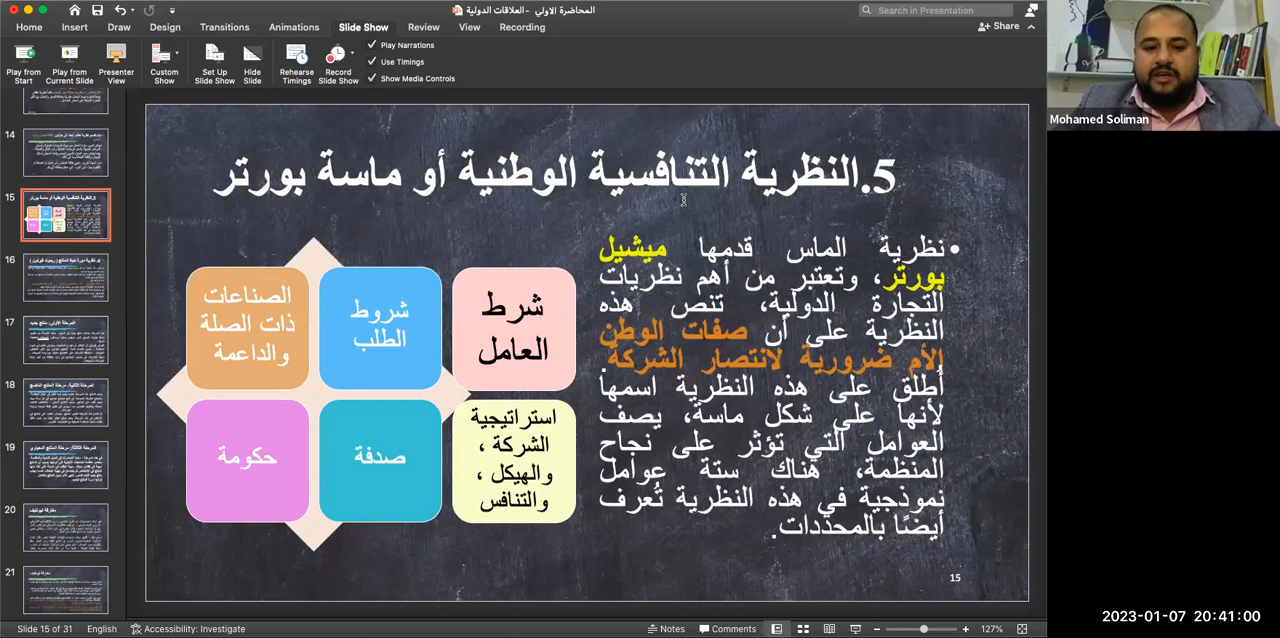 المحاضرة الاولي -العلاقات الدولية
Search in Presentation
Home Insert Draw Design Transitions Animations Slide Show Review View Recording
Share
Play from Start
Play from Current Slide
Presenter View
Custom Show
Set Up Slide Show
Hide Slide
Rehearse Timings
Record Slide Show
Play Narrations
Use Timings
Show Media Controls
Mohamed Soliman
14
15
16
17
18
19
20
21
5.النظرية التنافسية الوطنية أو ماسة بورتر
• نظرية الماس قدمها ميشيل
بورتر، وتعتبر من أهم نظريات
التجارة الدولية، تنص هذه
النظرية على أن صفات الوطن
الأم ضرورية لانتصار الشركة.
أُطلق على هذه النظرية اسمها
لأنها على شكل ماسة، يصف
العوامل التي تؤثر على نجاح
المنظمة، هناك ستة عوامل
نموذجية في هذه النظرية تُعرف
أيضًا بالمحددات.
شرط
العامل
شروط
الطلب
الصناعات
ذات الصلة
والداعمة
استراتيجية
الشركة ،
والهيكل ،
والتنافس
صدفة
حكومة
15
Slide 15 of 31 English Accessibility: Investigate
Notes Comments 127%
2023-01-07 20:41:00